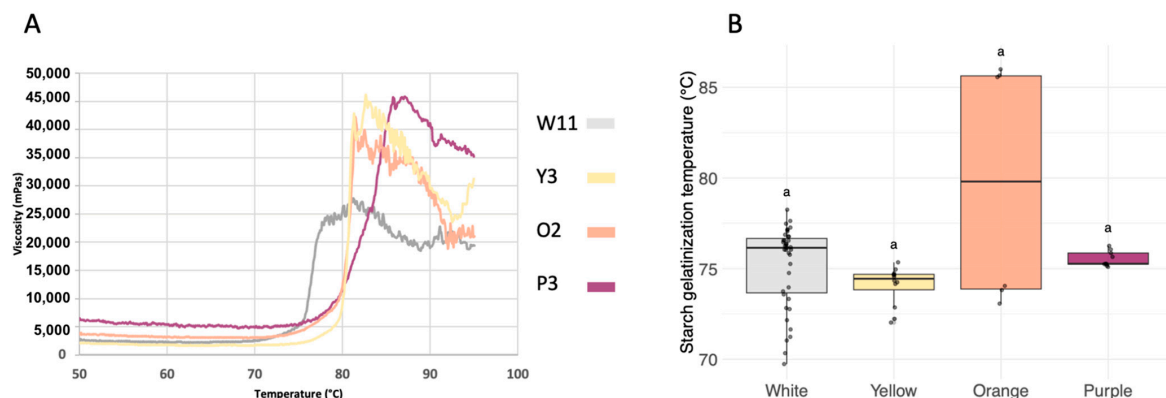 A
50,000
45,000
40,000
35,000
30,000
25,000
20,000
15,000
10,000
5,000
0
Viscosity (mPas)
50 60 70 80 90 100
Temperature (°C)
W11
Y3
O2
P3
B
Starch gelatinization temperature (°C)
85
80
75
70
a
a
a
a
White Yellow Orange Purple